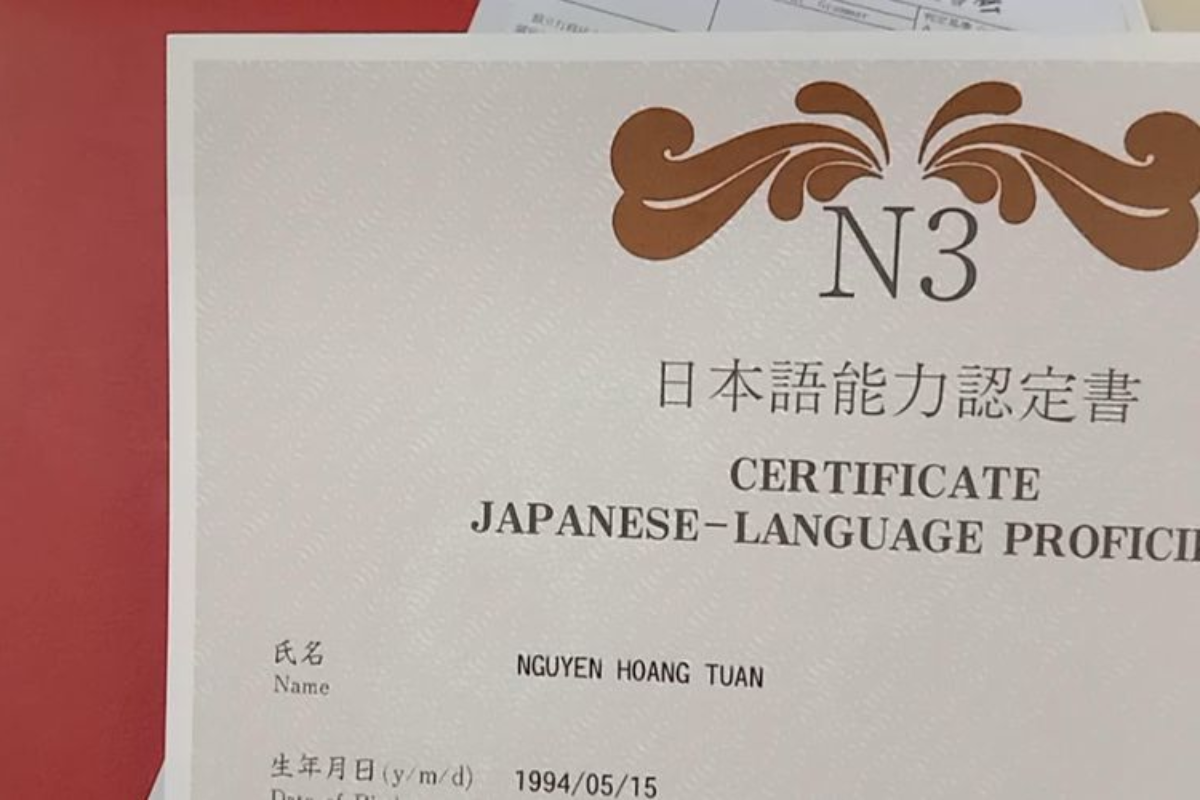 Grammar
N3
日本語能力認定書
CERTIFICATE
JAPANESE-LANGUAGE
氏名
Name
NGUYEN HOANG TUAN
生年月日(y/m/d)
1994/05/15